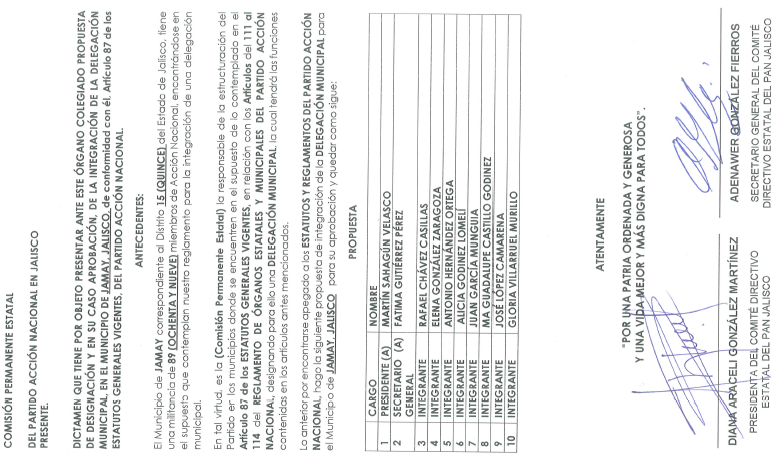 COMISIÓN PERMANENTE ESTATAL
DEL PARTIDO ACCIÓN NACIONAL EN JALISCO
PRESENTE.
DICTAMEN QUE TIENE POR OBJETO PRESENTAR ANTE ESTE ÓRGANO COLEGIADO PROPUESTA
DE DESIGNACIÓN Y EN SU CASO APROBACIÓN, DE LA INTEGRACIÓN DE LA DELEGACIÓN
MUNICIPAL, EN EL MUNICIPIO DE JAMAY, JALISCO, de conformidad con él. Artículo 87 de los
ESTATUTOS GENERALES VIGENTES, DEL PARTIDO ACCIÓN NACIONAL.
ANTECEDENTES:
El Municipio de JAMAY correspondiente al Distrito 15 (QUINCE) del Estado de Jalisco, tiene
una militancia de 89 (OCHENTA Y NUEVE) miembros de Acción Nacional, encontrándose en
el supuesto que contemplan nuestro reglamento para la integración de una delegación
municipal.
En tal virtud, es la (Comisión Permanente Estatal) la responsable de la estructuración del
Partido en los municipios donde se encuentren en el supuesto de lo contemplado en el
Artículo 87 de los ESTATUTOS GENERALES VIGENTES, en relación con los Artículos del 111 al
114 del REGLAMENTO DE ÓRGANOS ESTATALES Y MUNICIPALES DEL PARTIDO ACCIÓN
NACIONAL, designando para ello una DELEGACIÓN MUNICIPAL, la cual tendrá las funciones
contenidas en los artículos antes mencionados.
Lo anterior por encontrarse apegado a los ESTATUTOS Y REGLAMENTOS DEL PARTIDO ACCIÓN
NACIONAL, hago la siguiente propuesta de integración de la DELEGACIÓN MUNICIPAL para
el Municipio de JAMAY, JALISCO para su aprobación y quedar como sigue:
PROPUESTA
CARGO NOMBRE
1 PRESIDENTE (A) MARTÍN SAHAGÚN VELASCO
2 SECRETARIO (A) GENERAL FATIMA GUTIÉRREZ PÉREZ
3 INTEGRANTE RAFAEL CHÁVEZ CASILLAS
4 INTEGRANTE ELENA GONZÁLEZ ZARAGOZA
5 INTEGRANTE ANTONIO HERNÁNDEZ ORTEGA
6 INTEGRANTE ALICIA GODINEZ LOMELÍ
7 INTEGRANTE JUAN GARCÍA MUNGUIA
8 INTEGRANTE MA GUADALUPE CASTILLO GODINEZ
9 INTEGRANTE JOSÉ LÓPEZ CAMARENA
10 INTEGRANTE GLORIA VILLARRUEL MURILLO
ATENTAMENTE
"POR UNA PATRIA ORDENADA Y GENEROSA
Y UNA VIDA MEJOR Y MÁS DIGNA PARA TODOS".
DIANA ARACELI GONZÁLEZ MARTÍNEZ
PRESIDENTA DEL COMITÉ DIRECTIVO
ESTATAL DEL PAN JALISCO
ADENAWER GONZÁLEZ FIERROS
SECRETARIO GENERAL DEL COMITÉ
DIRECTIVO ESTATAL DEL PAN JALISCO